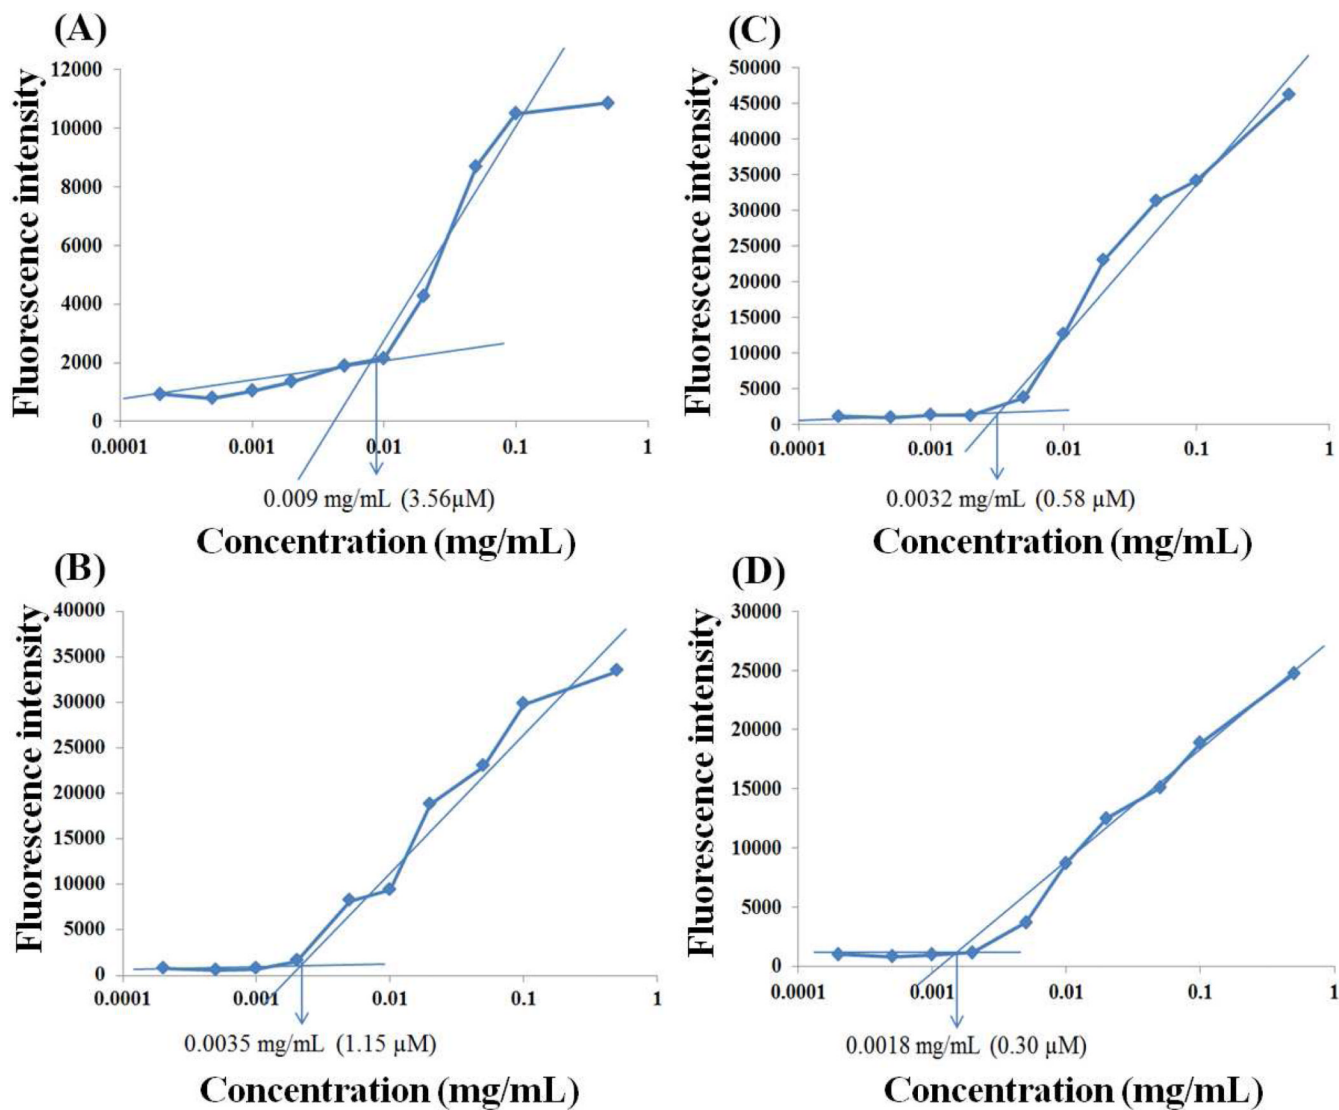 (A)
Fluorescence intensity
12000
10000
8000
6000
4000
2000
0
0.0001 0.001 0.01 0.1 1
0.009 mg/mL (3.56µM)
Concentration (mg/mL)
(B)
Fluorescence intensity
40000
35000
30000
25000
20000
15000
10000
5000
0
0.0001 0.001 0.01 0.1 1
0.0035 mg/mL (1.15 µM)
Concentration (mg/mL)
(C)
Fluorescence intensity
50000
45000
40000
35000
30000
25000
20000
15000
10000
5000
0
0.0001 0.001 0.01 0.1 1
0.0032 mg/mL (0.58 µM)
Concentration (mg/mL)
(D)
Fluorescence intensity
30000
25000
20000
15000
10000
5000
0
0.0001 0.001 0.01 0.1 1
0.0018 mg/mL (0.30 µM)
Concentration (mg/mL)